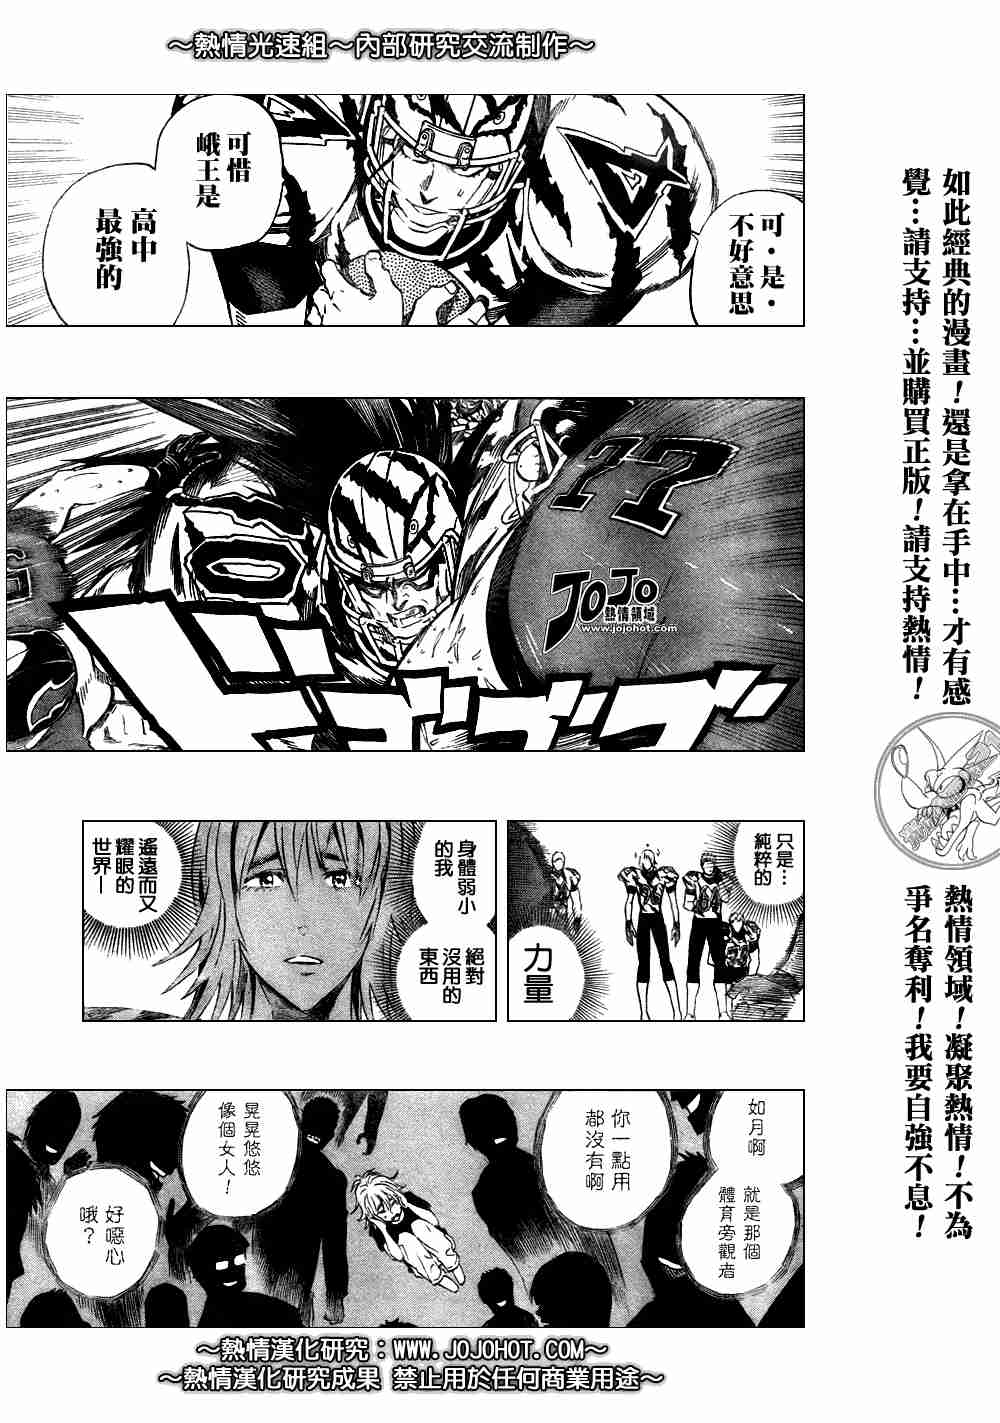 ～熱情光速組～內部研究交流制作～
可・是・
不好意思
可惜
峨王是
高中
最強的
77
JOJO
熱情領域
www.jojohot.com
只是…
純粹的
力量
身體弱小
的我
絕對
沒用的
東西
遙遠而又
耀眼的
世界—
如月啊
就是那個
體育旁觀者
你一點用
都沒有啊
晃晃悠悠
像個女人！
好噁心
哦？
如此經典的漫畫！還是拿在手中…才有感
覺…請支持…並購買正版！請支持熱情！
熱情領域！凝聚熱情！不為
爭名奪利！我要自強不息！
～熱情漢化研究：WWW.JOJOHOT.COM～
～熱情漢化研究成果 禁止用於任何商業用途～